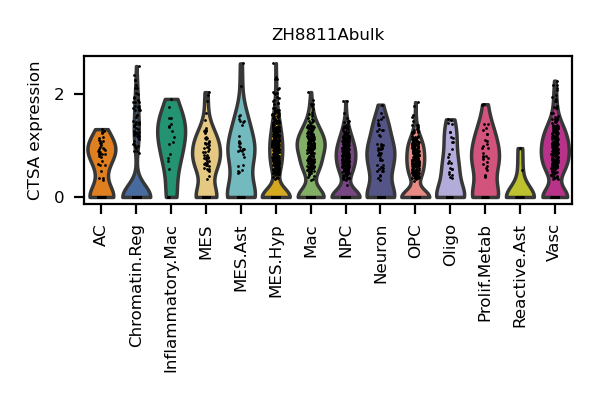 ZH8811Abulk
CTSA expression
2
0
AC
Chromatin.Reg
Inflammatory.Mac
MES
MES.Ast
MES.Hyp
Mac
NPC
Neuron
OPC
Oligo
Prolif.Metab
Reactive.Ast
Vasc